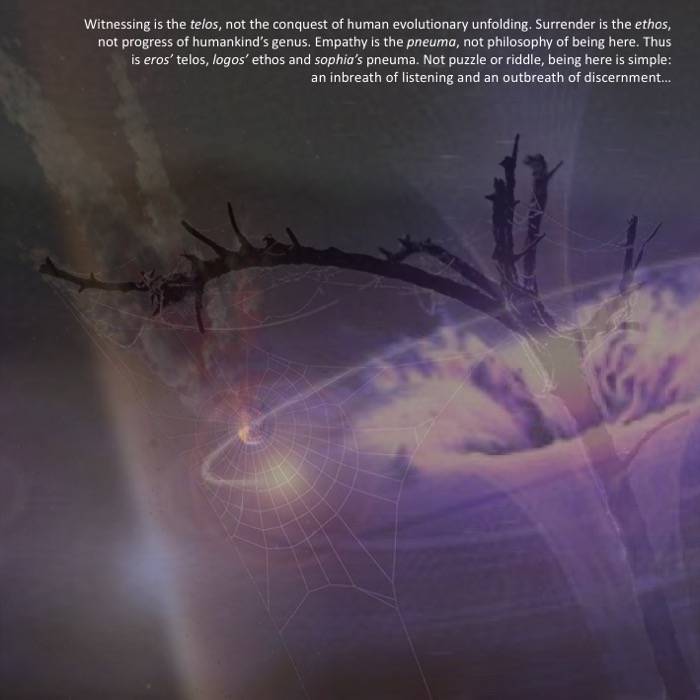 Witnessing is the telos, not the conquest of human evolutionary unfolding. Surrender is the ethos,
not progress of humankind’s genus. Empathy is the pneuma, not philosophy of being here. Thus
is eros’ telos, logos’ ethos and sophia’s pneuma. Not puzzle or riddle, being here is simple:
an inbreath of listening and an outbreath of discernment…